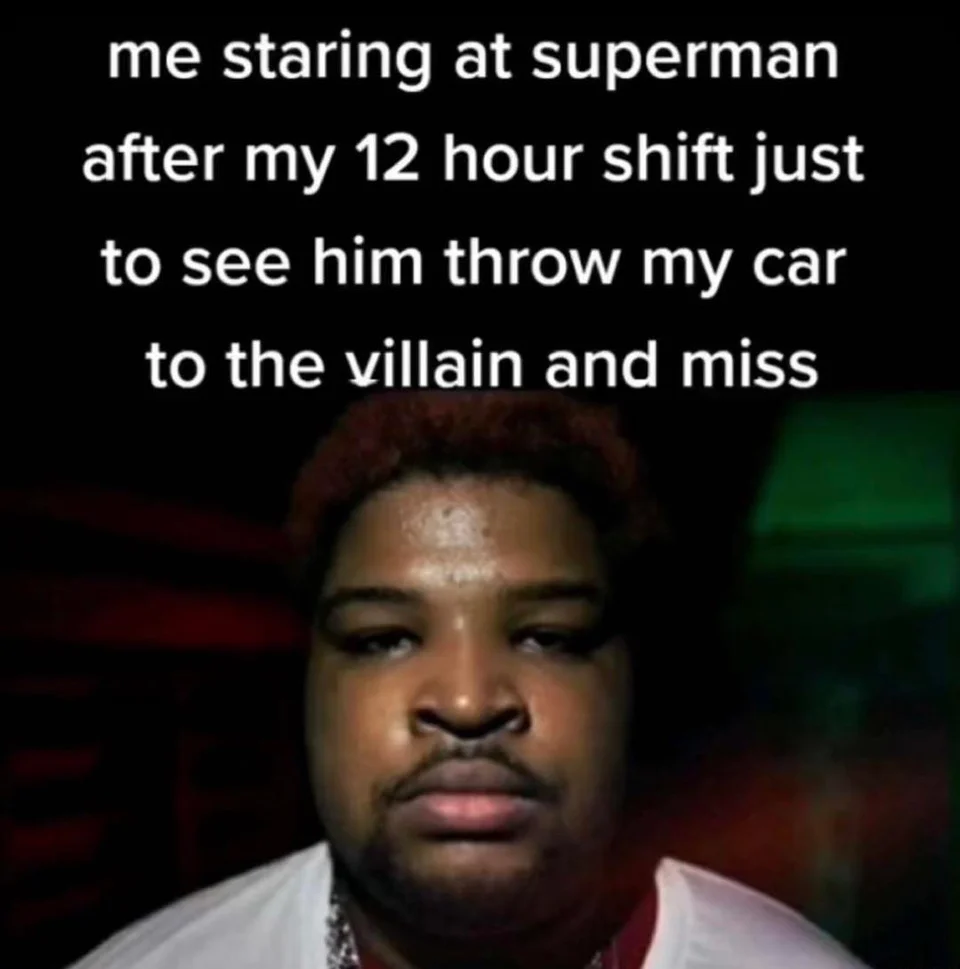 me staring at superman
after my 12 hour shift just
to see him throw my car
to the villain and miss